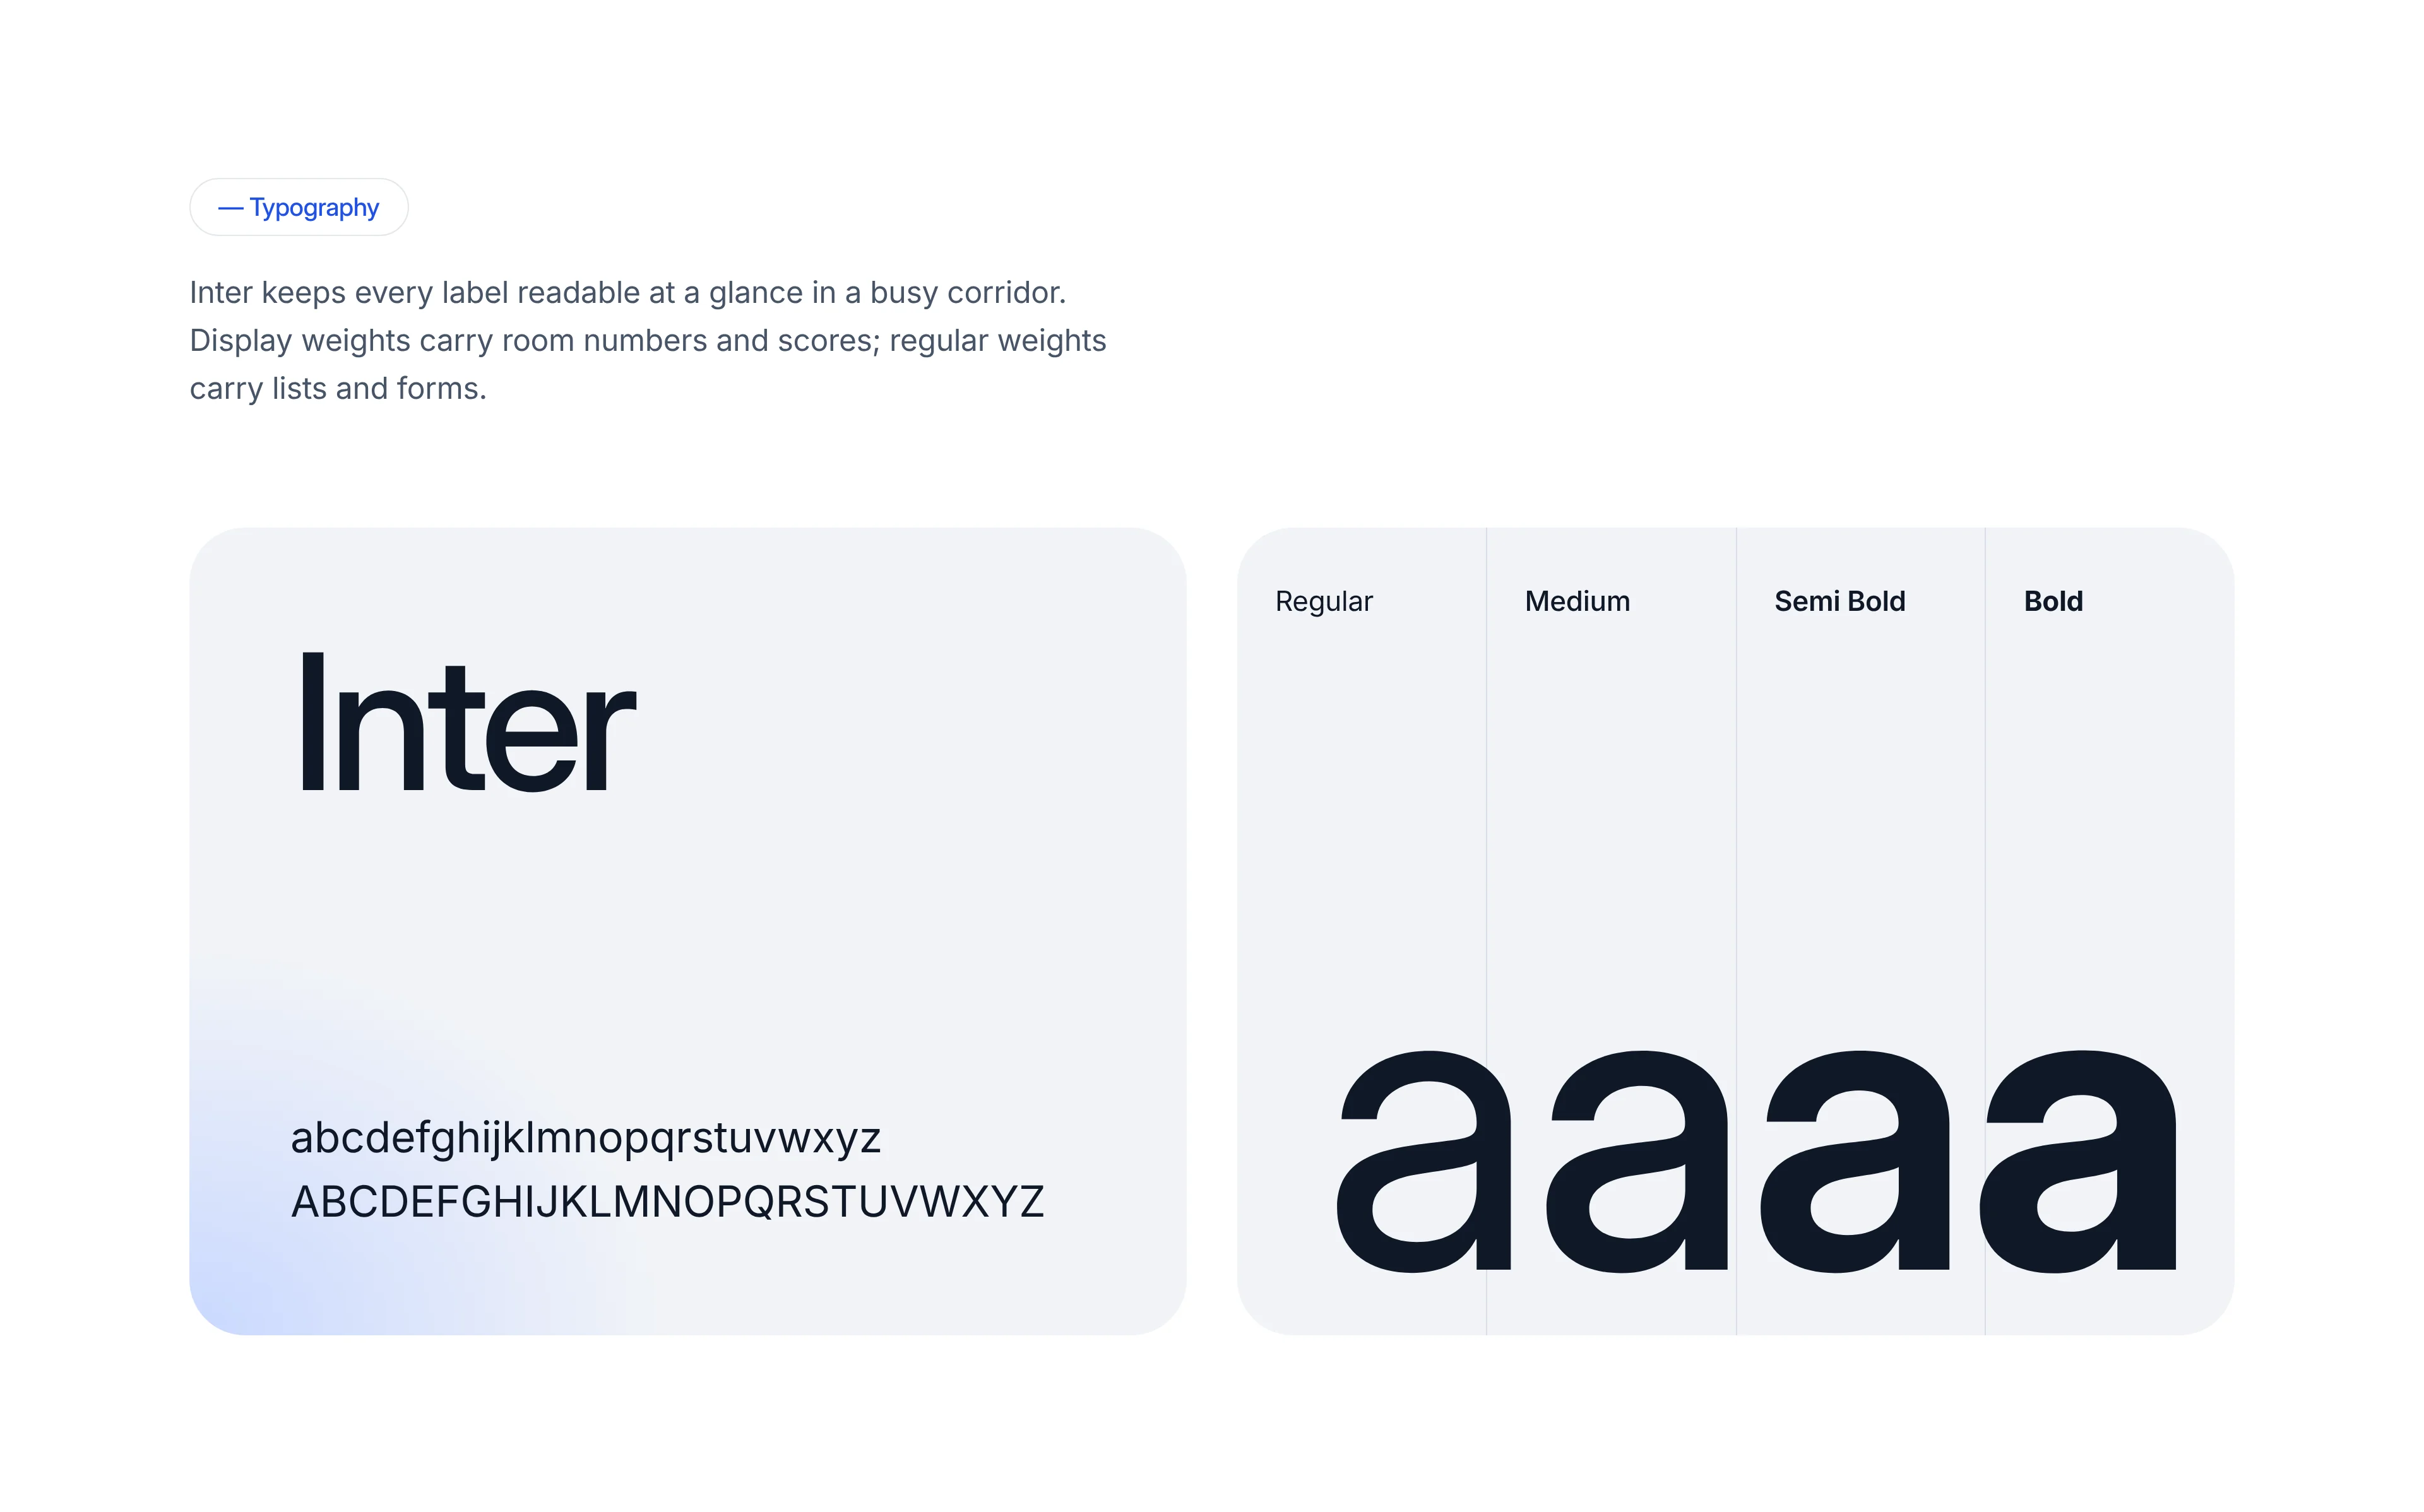 — Typography
Inter keeps every label readable at a glance in a busy corridor.
Display weights carry room numbers and scores; regular weights
carry lists and forms.
Inter
abcdefghijklmnopqrstuvwxyz
ABCDEFGHIJKLMNOPQRSTUVWXYZ
Regular
Medium
Semi Bold
Bold
aaaa